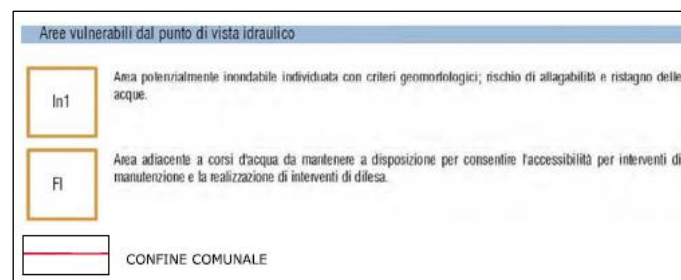 Aree vulnerabili dal punto di vista idraulico
In1
Area potenzialmente inondabile individuata con criteri geomorfologici; rischio di allagabilità e ristagno delle
acque.
Fl
Area adiacente a corsi d'acqua da mantenere a disposizione per consentire l'accessibilità per interventi di
manutenzione e la realizzazione di interventi di difesa.
CONFINE COMUNALE